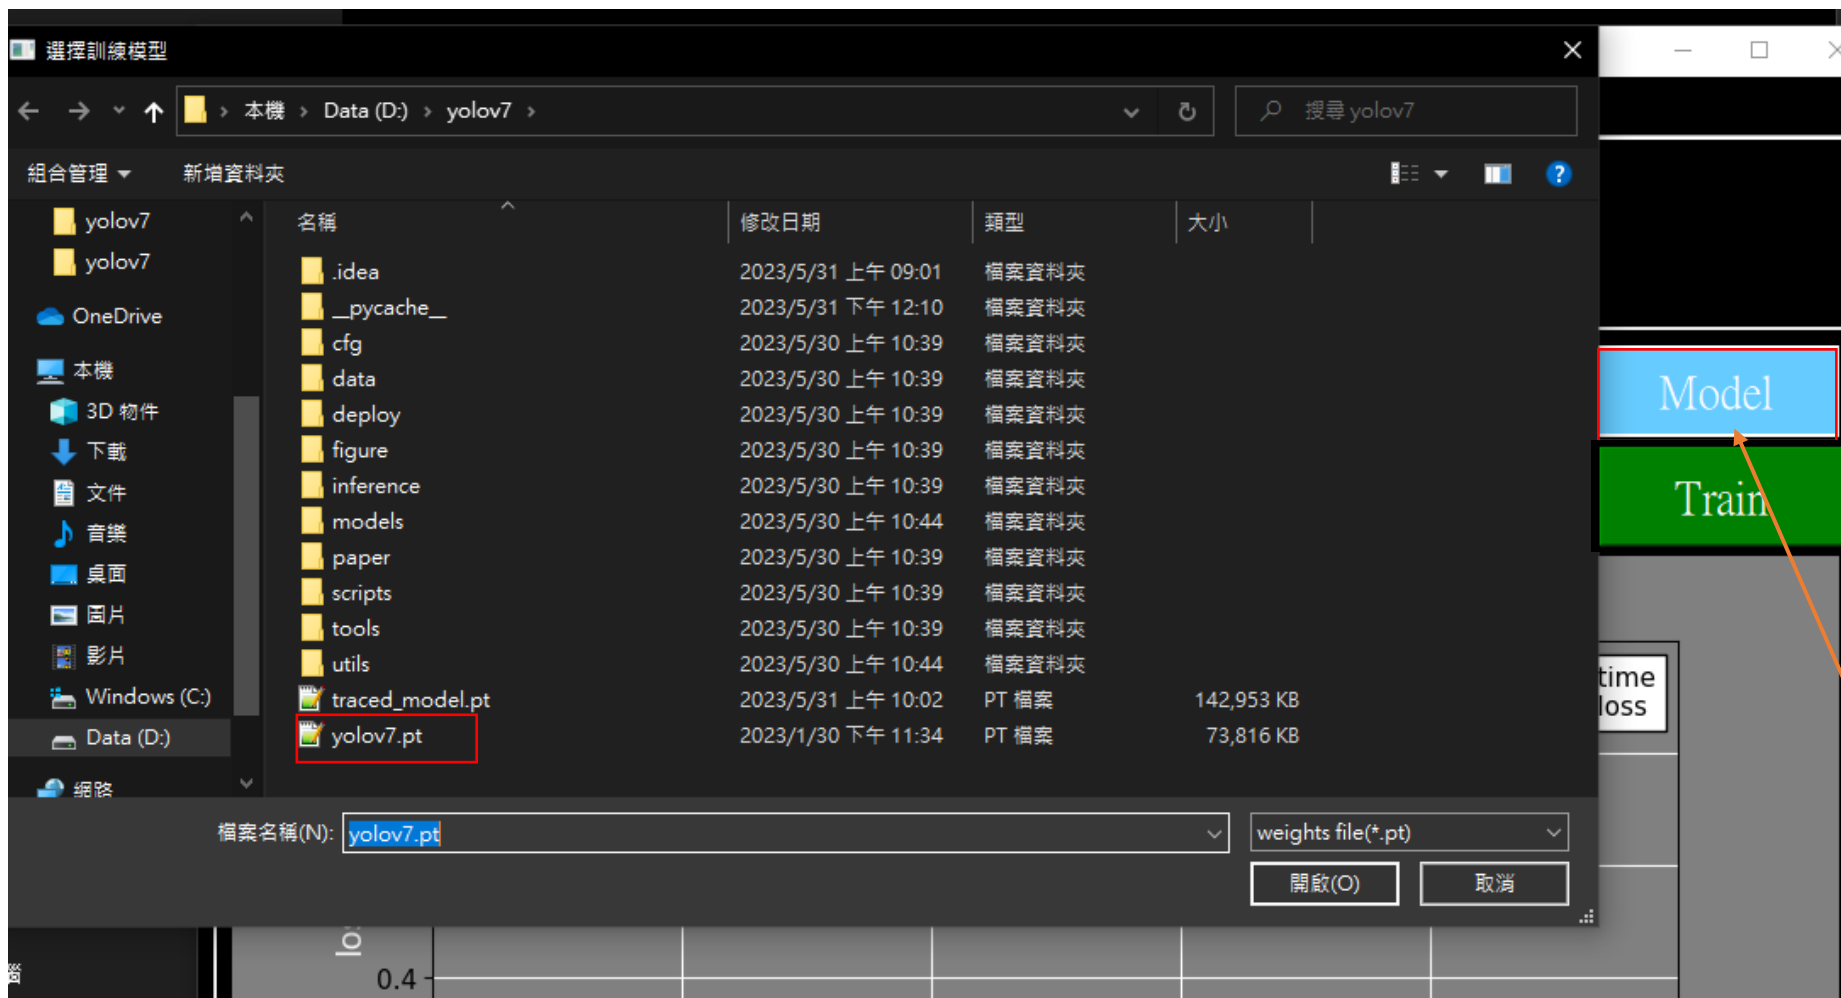 選擇訓練模型
本機 Data (D:) yolov7
搜尋 yolov7
組合管理 新增資料夾
yolov7
yolov7
OneDrive
本機
3D 物件
下載
文件
音樂
桌面
圖片
影片
Windows (C:)
Data (D:)
網路
名稱 修改日期 類型 大小
.idea 2023/5/31 上午 09:01 檔案資料夾
__pycache__ 2023/5/31 下午 12:10 檔案資料夾
cfg 2023/5/30 上午 10:39 檔案資料夾
data 2023/5/30 上午 10:39 檔案資料夾
deploy 2023/5/30 上午 10:39 檔案資料夾
figure 2023/5/30 上午 10:39 檔案資料夾
inference 2023/5/30 上午 10:39 檔案資料夾
models 2023/5/30 上午 10:44 檔案資料夾
paper 2023/5/30 上午 10:39 檔案資料夾
scripts 2023/5/30 上午 10:39 檔案資料夾
tools 2023/5/30 上午 10:39 檔案資料夾
utils 2023/5/30 上午 10:44 檔案資料夾
traced_model.pt 2023/5/31 上午 10:02 PT 檔案 142,953 KB
yolov7.pt 2023/1/30 下午 11:34 PT 檔案 73,816 KB
檔案名稱(N): yolov7.pt weights file(*.pt)
開啟(O) 取消
Model
Train
time
loss
0.4